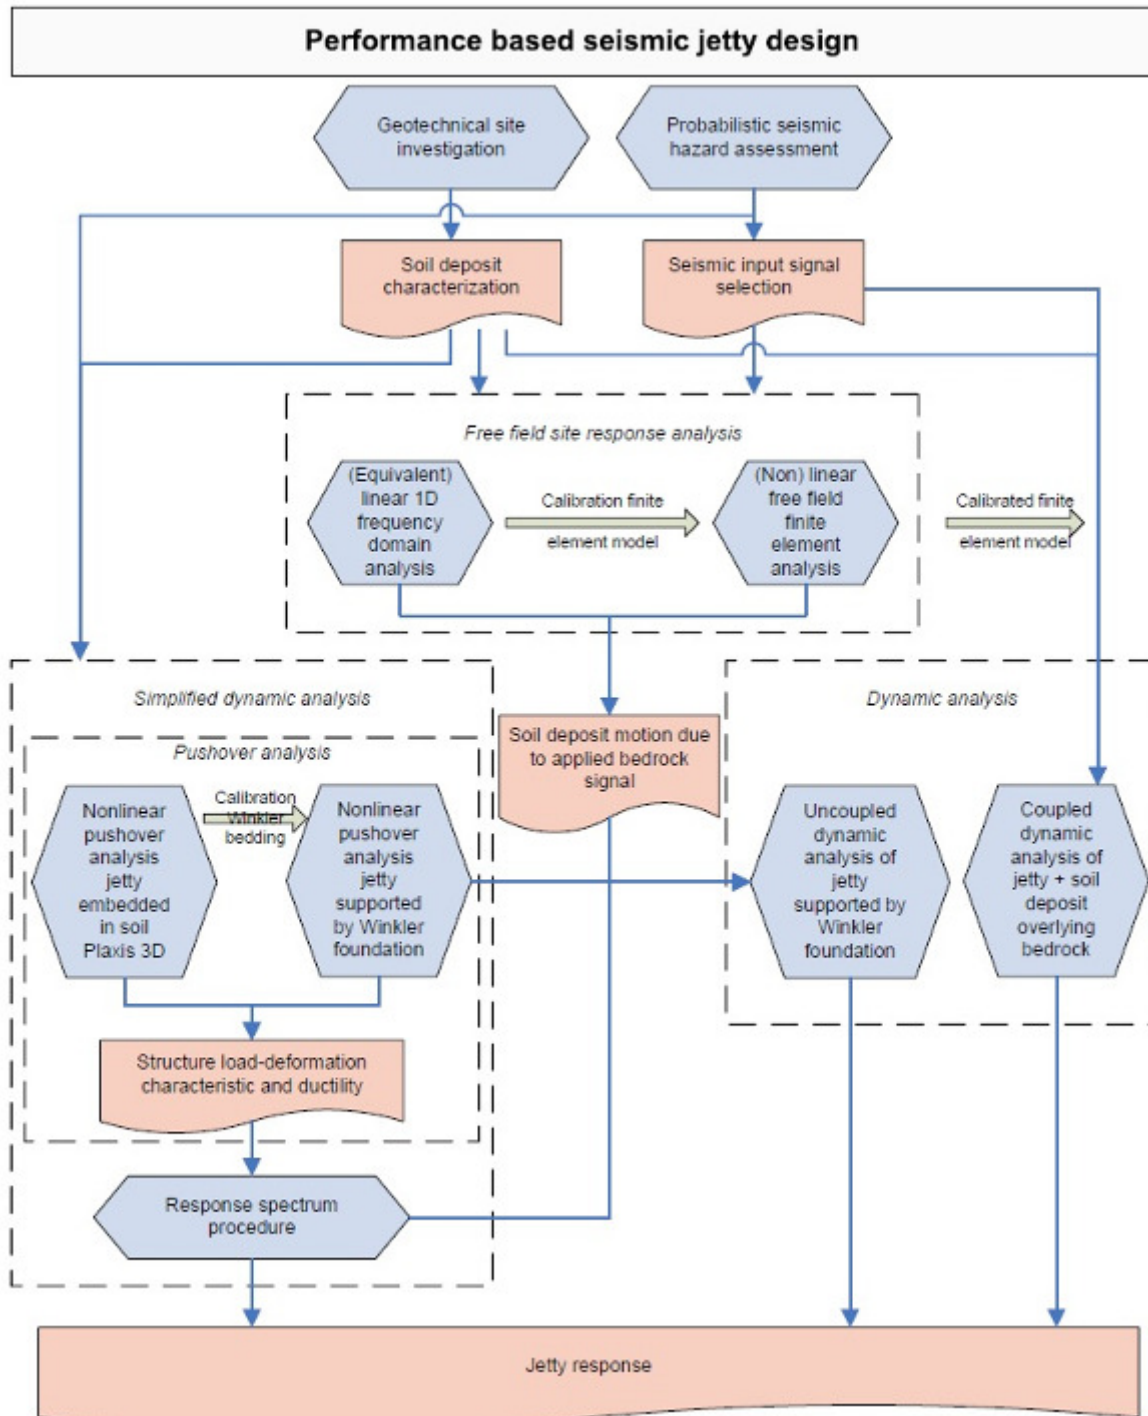 Performance based seismic jetty design
Geotechnical site
investigation
Probabilistic seismic
hazard assessment
Soil deposit
characterization
Seismic input signal
selection
Free field site response analysis
(Equivalent)
linear 1D
frequency
domain
analysis
Calibration finite
element model
(Non) linear
free field
finite
element
analysis
Calibrated finite
element model
Simplified dynamic analysis
Pushover analysis
Nonlinear
pushover
analysis
jetty
embedded
in soil
Plaxis 3D
Calibration
Winkler
bedding
Nonlinear
pushover
analysis
jetty
supported
by Winkler
foundation
Soil deposit motion due
to applied bedrock
signal
Dynamic analysis
Uncoupled
dynamic
analysis of
jetty
supported by
Winkler
foundation
Coupled
dynamic
analysis of
jetty + soil
deposit
overlying
bedrock
Structure load-deformation
characteristic and ductility
Response spectrum
procedure
Jetty response